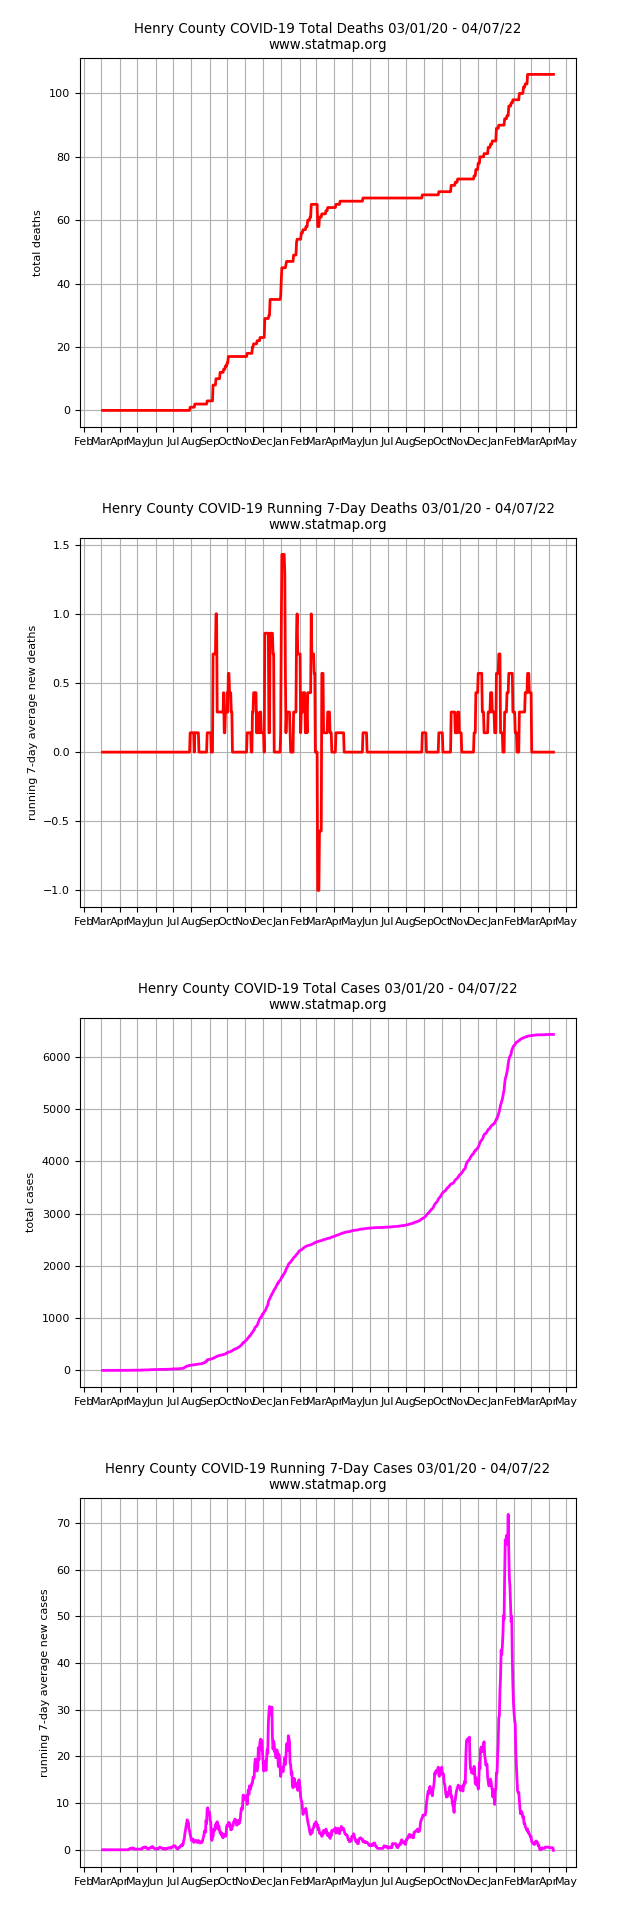 Henry County COVID-19 Total Deaths 03/01/20 - 04/07/22
www.statmap.org
100
80
60
40
20
0
total deaths
Feb Mar Apr May Jun Jul Aug Sep Oct Nov Dec Jan Feb Mar Apr May Jun Jul Aug Sep Oct Nov Dec Jan Feb Mar Apr May
Henry County COVID-19 Running 7-Day Deaths 03/01/20 - 04/07/22
www.statmap.org
1.5
1.0
0.5
0.0
−0.5
−1.0
running 7-day average new deaths
Feb Mar Apr May Jun Jul Aug Sep Oct Nov Dec Jan Feb Mar Apr May Jun Jul Aug Sep Oct Nov Dec Jan Feb Mar Apr May
Henry County COVID-19 Total Cases 03/01/20 - 04/07/22
www.statmap.org
6000
5000
4000
3000
2000
1000
0
total cases
Feb Mar Apr May Jun Jul Aug Sep Oct Nov Dec Jan Feb Mar Apr May Jun Jul Aug Sep Oct Nov Dec Jan Feb Mar Apr May
Henry County COVID-19 Running 7-Day Cases 03/01/20 - 04/07/22
www.statmap.org
70
60
50
40
30
20
10
0
running 7-day average new cases
Feb Mar Apr May Jun Jul Aug Sep Oct Nov Dec Jan Feb Mar Apr May Jun Jul Aug Sep Oct Nov Dec Jan Feb Mar Apr May